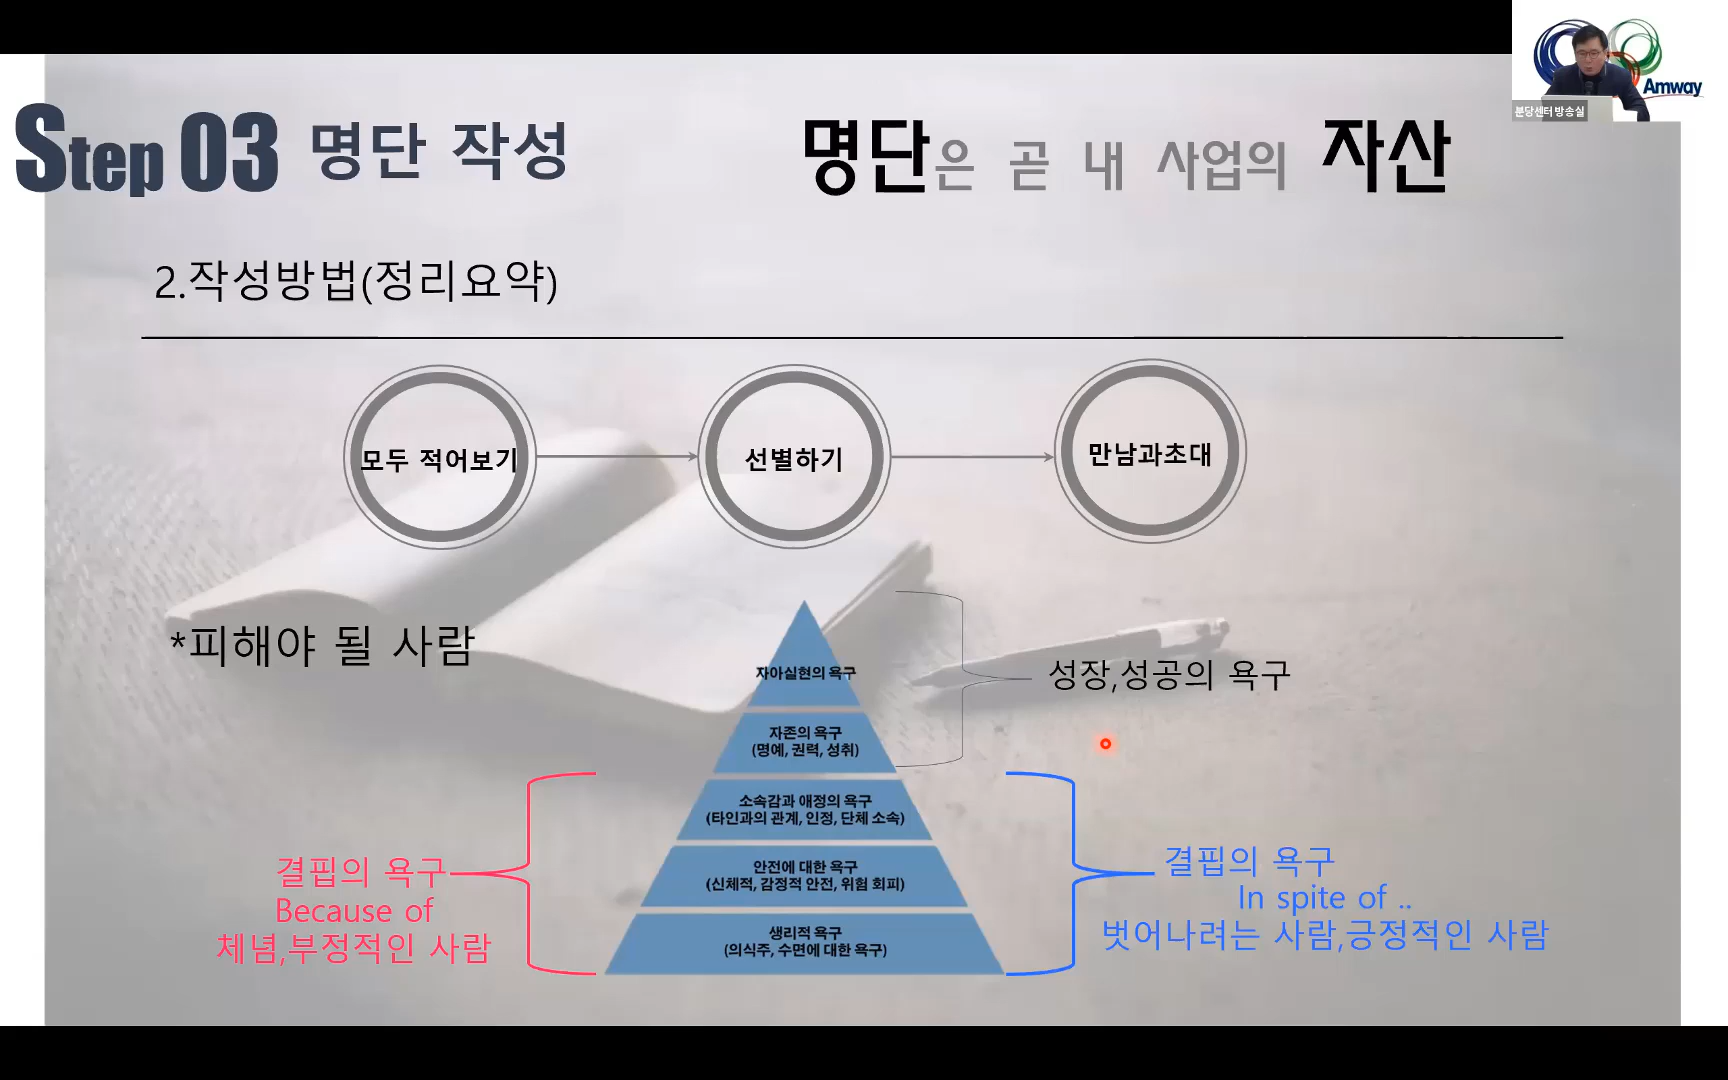 Amway
분당센터 방송실
Step 03 명단 작성
명단은 곧 내 사업의 자산
2.작성방법(정리요약)
모두 적어보기
선별하기
만남과초대
*피해야 될 사람
자아실현의 욕구
자존의 욕구
(명예, 권력, 성취)
소속감과 애정의 욕구
(타인과의 관계, 인정, 단체 소속)
안전에 대한 욕구
(신체적, 감정적 안전, 위험 회피)
생리적 욕구
(의식주, 수면에 대한 욕구)
성장,성공의 욕구
결핍의 욕구
Because of
체념,부정적인 사람
결핍의 욕구
In spite of ..
벗어나려는 사람,긍정적인 사람